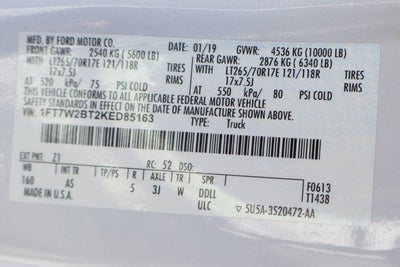 MFD. BY FORD MOTOR CO.
01/19 GVWR: 4536 KG (10000 LB)
FRONT GAWR: 2540 KG (5600 LB) REAR GAWR: 2876 KG (6340 LB)
LT265/70R17E 121/118R TIRES LT265/70R17E 121/118R TIRES
17x7.5J RIMS 17x7.5J RIMS
AT 520 kPa/ 75 PSI COLD AT 550 kPa/ 80 PSI COLD
THIS VEHICLE CONFORMS TO ALL APPLICABLE FEDERAL MOTOR VEHICLE
SAFETY STANDARDS IN EFFECT ON THE DATE OF MANUFACTURE SHOWN ABOVE.
VIN: 1FT7W2BT2KED85163
TYPE: Truck
EXT PNT: Z1 RC: 52 DSO:
WB INT TR TP/PS R AXLE TR SPR F0613
160 AS 5 3J W DDLL T1438
UTC
MADE IN U.S.A. ULC 5U5A-3520472-AA